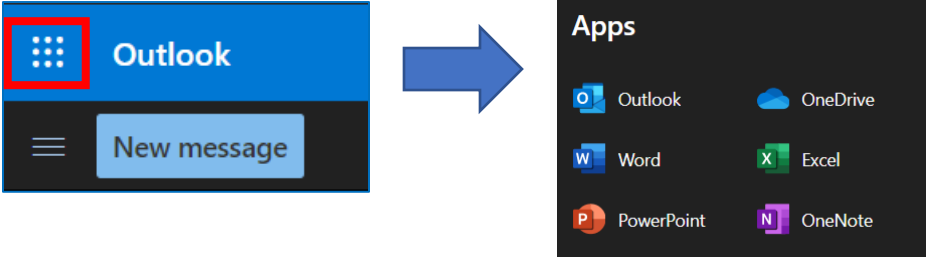 Outlook
New message
Apps
Outlook OneDrive
Word Excel
PowerPoint OneNote